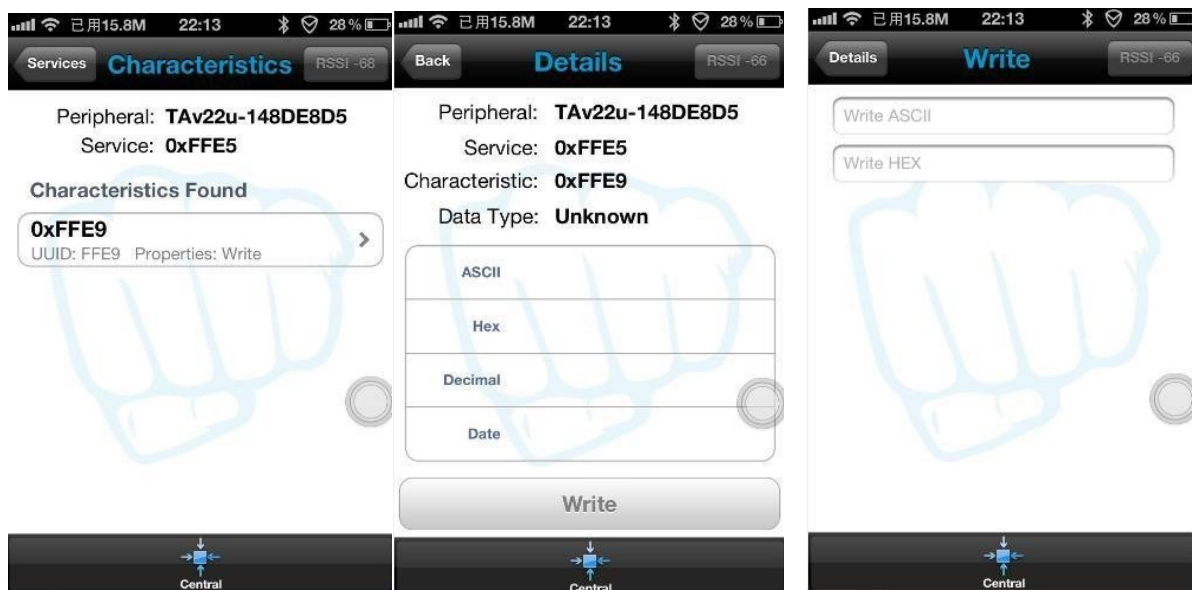 已用15.8M 22:13 28%
Services Characteristics RSSI -68
Peripheral: TAv22u-148DE8D5
Service: 0xFFE5
Characteristics Found
0xFFE9
UUID: FFE9 Properties: Write
Central
已用15.8M 22:13 28%
Back Details RSSI -66
Peripheral: TAv22u-148DE8D5
Service: 0xFFE5
Characteristic: 0xFFE9
Data Type: Unknown
ASCII
Hex
Decimal
Date
Write
Central
已用15.8M 22:13 28%
Details Write RSSI -66
Write ASCII
Write HEX
Central